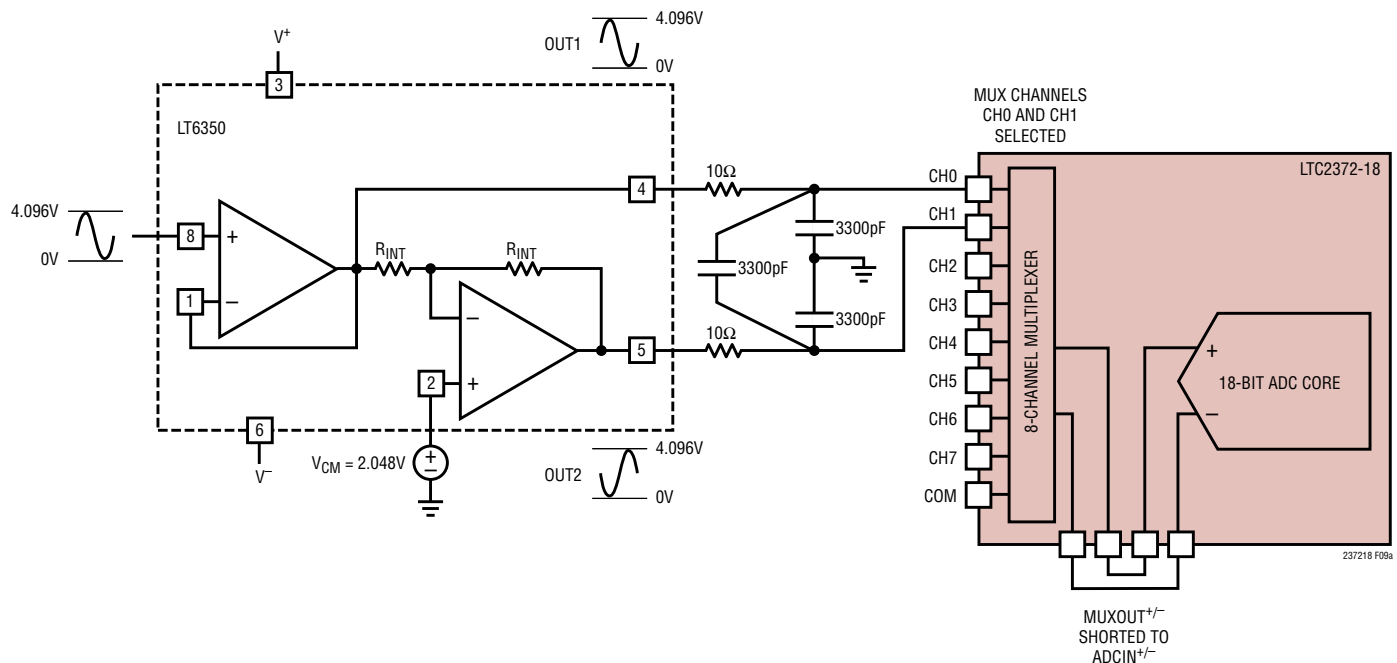 4.096V
OUT1
0V
V+
3
LT6350
MUX CHANNELS
CH0 AND CH1
SELECTED
LTC2372-18
4
10Ω
CH0
4.096V
0V
8
+
CH1
3300pF
RINT
RINT
3300pF
8-CHANNEL MULTIPLEXER
CH2
1
–
CH3
3300pF
–
+
5
10Ω
CH4
+
18-BIT ADC CORE
–
2
CH5
CH6
6
V–
VCM = 2.048V
+
–
4.096V
OUT2
0V
CH7
COM
237218 F09a
MUXOUT+/–
SHORTED TO
ADCIN+/–